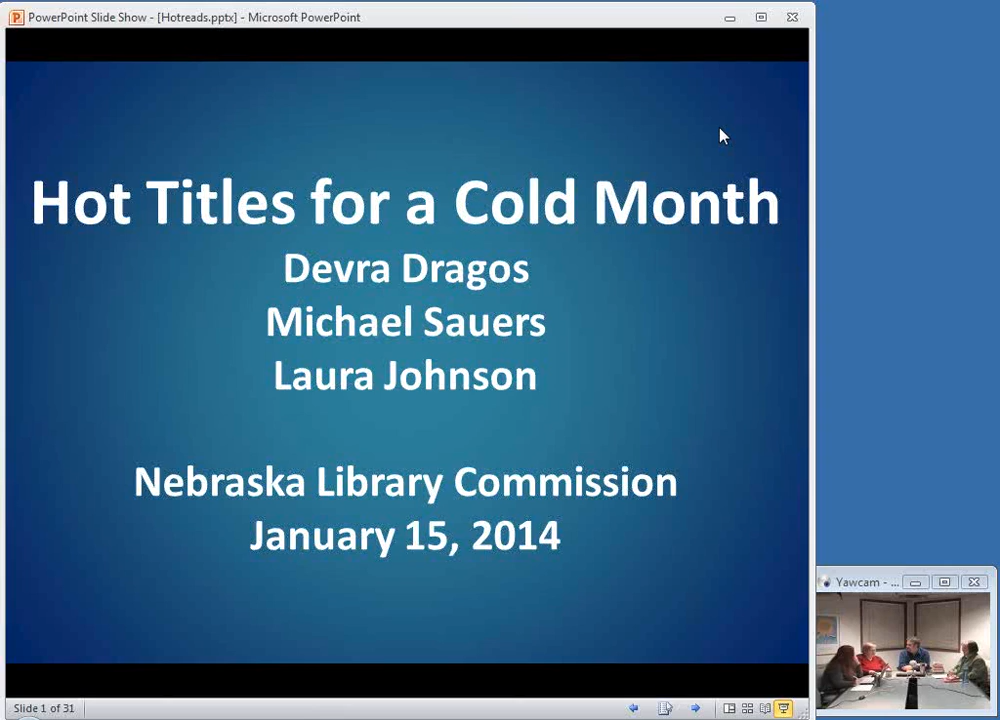 PowerPoint Slide Show - [Hotreads.pptx] - Microsoft PowerPoint
Hot Titles for a Cold Month
Devra Dragos
Michael Sauers
Laura Johnson
Nebraska Library Commission
January 15, 2014
Yawcam - ...
Slide 1 of 31